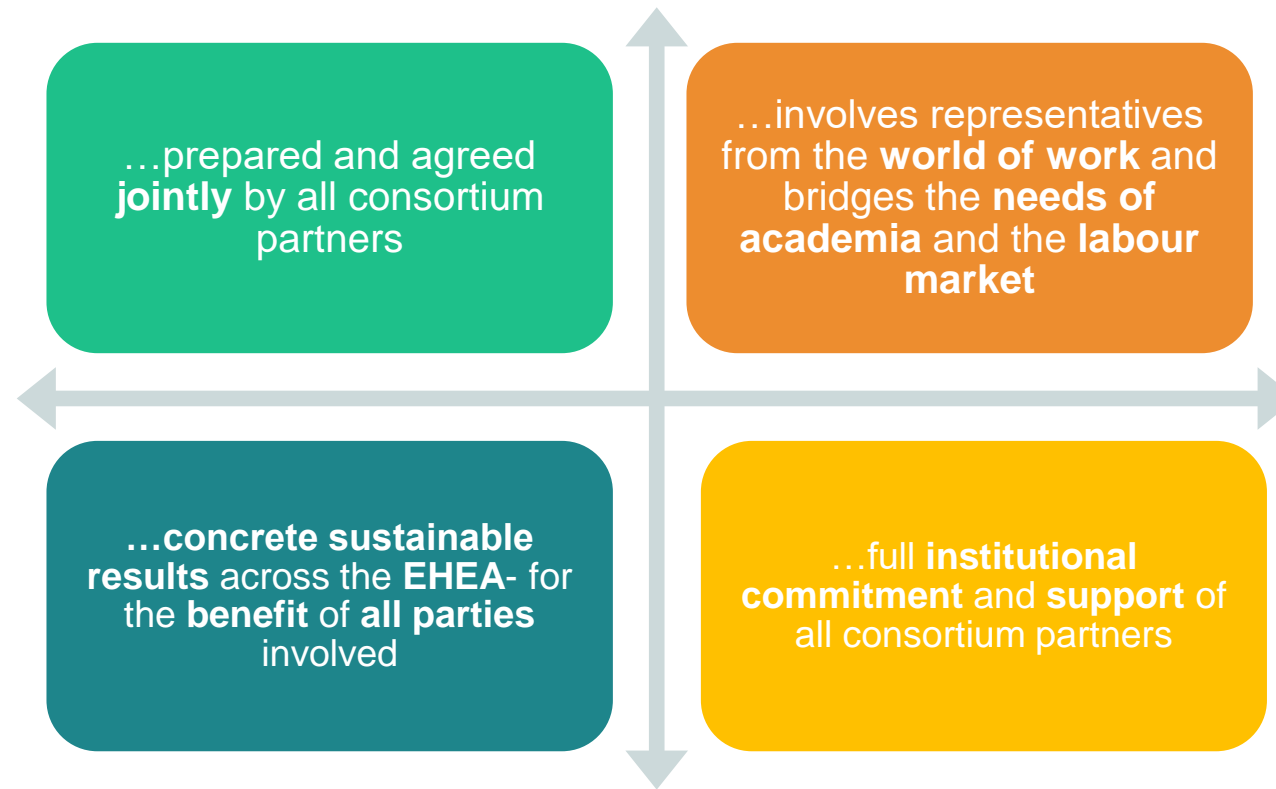 …prepared and agreed
jointly by all consortium
partners
…involves representatives
from the world of work and
bridges the needs of
academia and the labour
market
…concrete sustainable
results across the EHEA- for
the benefit of all parties
involved
…full institutional
commitment and support of
all consortium partners